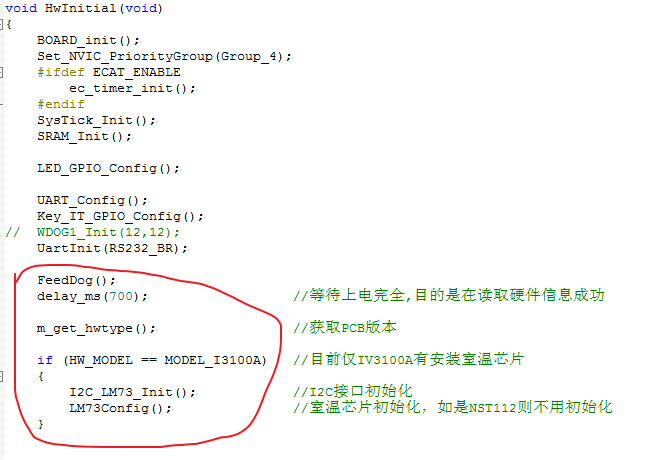 void HwInitial(void)
{
BOARD_init();
Set_NVIC_PriorityGroup(Group_4);
#ifdef ECAT_ENABLE
ec_timer_init();
#endif
SysTick_Init();
SRAM_Init();
LED_GPIO_Config();
UART_Config();
Key_IT_GPIO_Config();
// WDOG1_Init(12,12);
UartInit(RS232_BR);
FeedDog();
delay_ms(700); //等待上电完全,目的是在读取硬件信息成功
m_get_hwtype(); //获取PCB版本
if (HW_MODEL == MODEL_I3100A) //目前仅IV3100A有安装室温芯片
{
I2C_LM73_Init(); //I2C接口初始化
LM73Config(); //室温芯片初始化，如是NST112则不用初始化
}